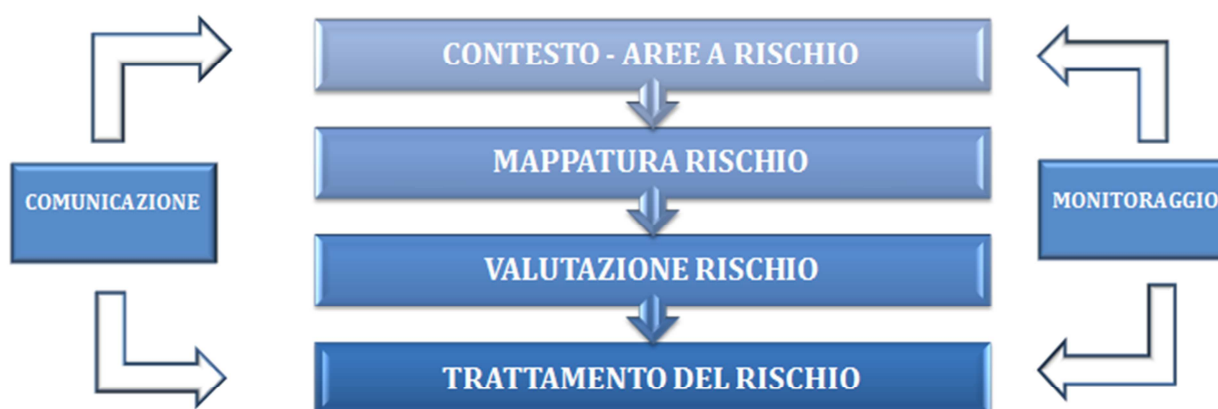 CONTESTO - AREE A RISCHIO
MAPPATURA RISCHIO
COMUNICAZIONE
MONITORAGGIO
VALUTAZIONE RISCHIO
TRATTAMENTO DEL RISCHIO